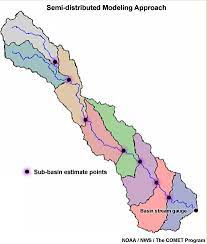 Semi-distributed Modeling Approach
Sub-basin estimate points
Basin stream gauge
NOAA / NWS / The COMET Program